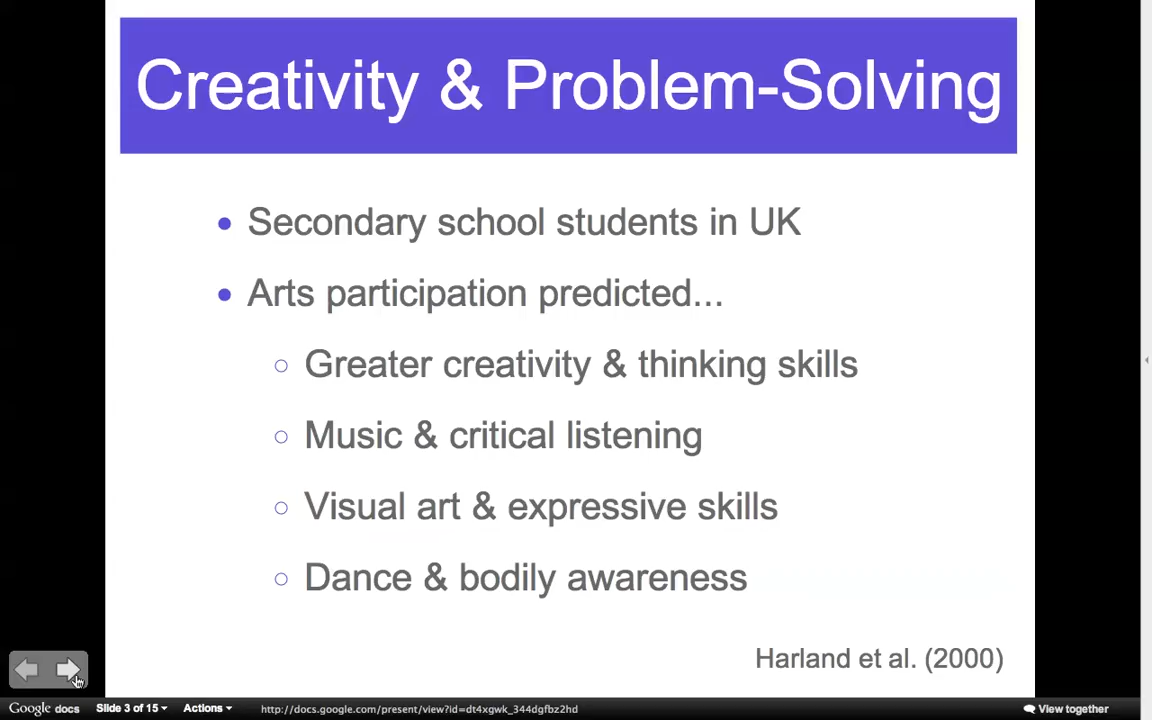 Creativity & Problem-Solving
• Secondary school students in UK
• Arts participation predicted...
○ Greater creativity & thinking skills
○ Music & critical listening
○ Visual art & expressive skills
○ Dance & bodily awareness
Harland et al. (2000)
Google docs Slide 3 of 15 Actions http://docs.google.com/present/view?id=dt4xgwk_344dgfbz2hd View together